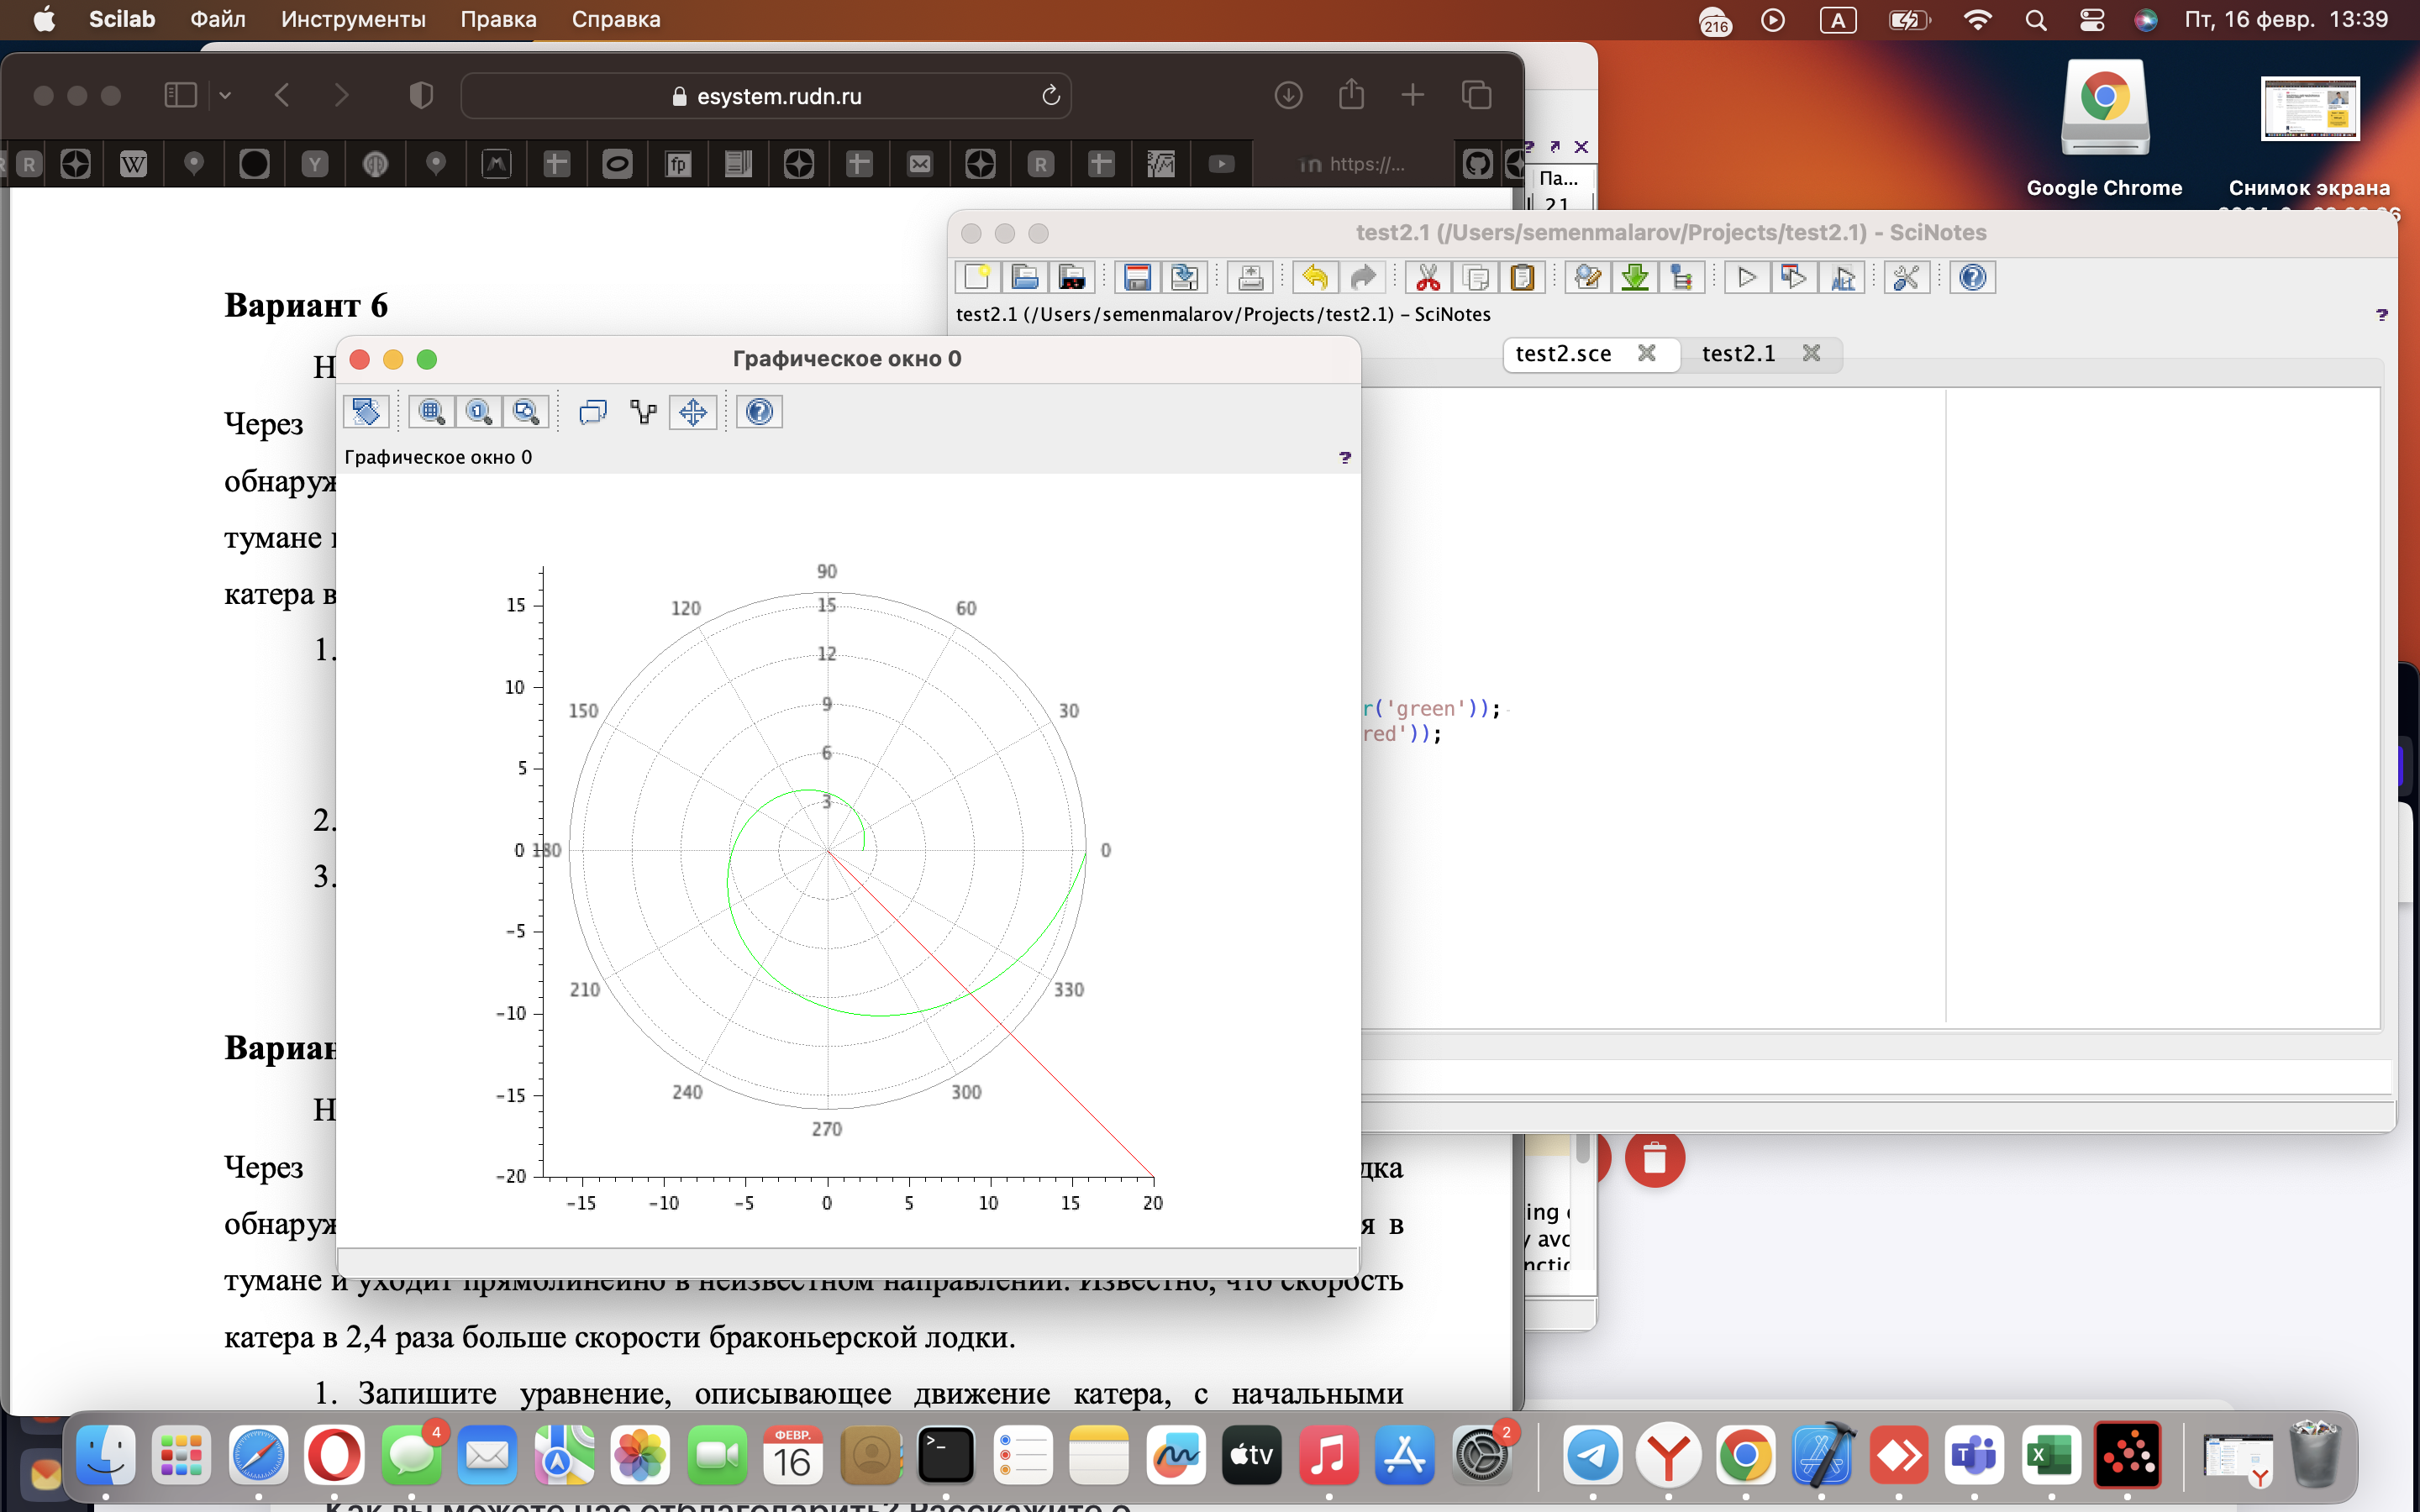 Scilab Файл Инструменты Правка Справка
216 A Пт, 16 февр. 13:39
esystem.rudn.ru
R W Y fp R https://...
Па...
21
Google Chrome
Снимок экрана
test2.1 (/Users/semenmalarov/Projects/test2.1) - SciNotes
test2.1 (/Users/semenmalarov/Projects/test2.1) - SciNotes
test2.sce test2.1
r('green'));
red'));
Вариант 6
Н
Через
обнаруж
тумане
катера в
1.
2.
3.
Графическое окно 0
Графическое окно 0
90
120 15 60
12
150 9 30
6
3
180 0
210 330
240 300
270
15
10
5
0
-5
-10
-15
-20
-15 -10 -5 0 5 10 15 20
Вариан
Н
Через дка
обнаруж я в
тумане и уходит прямолинейно в неизвестном направлении. Известно, что скорость
катера в 2,4 раза больше скорости браконьерской лодки.
1. Запишите уравнение, описывающее движение катера, с начальными
ing
y avo
nctio
4 ФЕВР. 16 tv 2
Как вы можете нас отблагодарить? Расскажите о